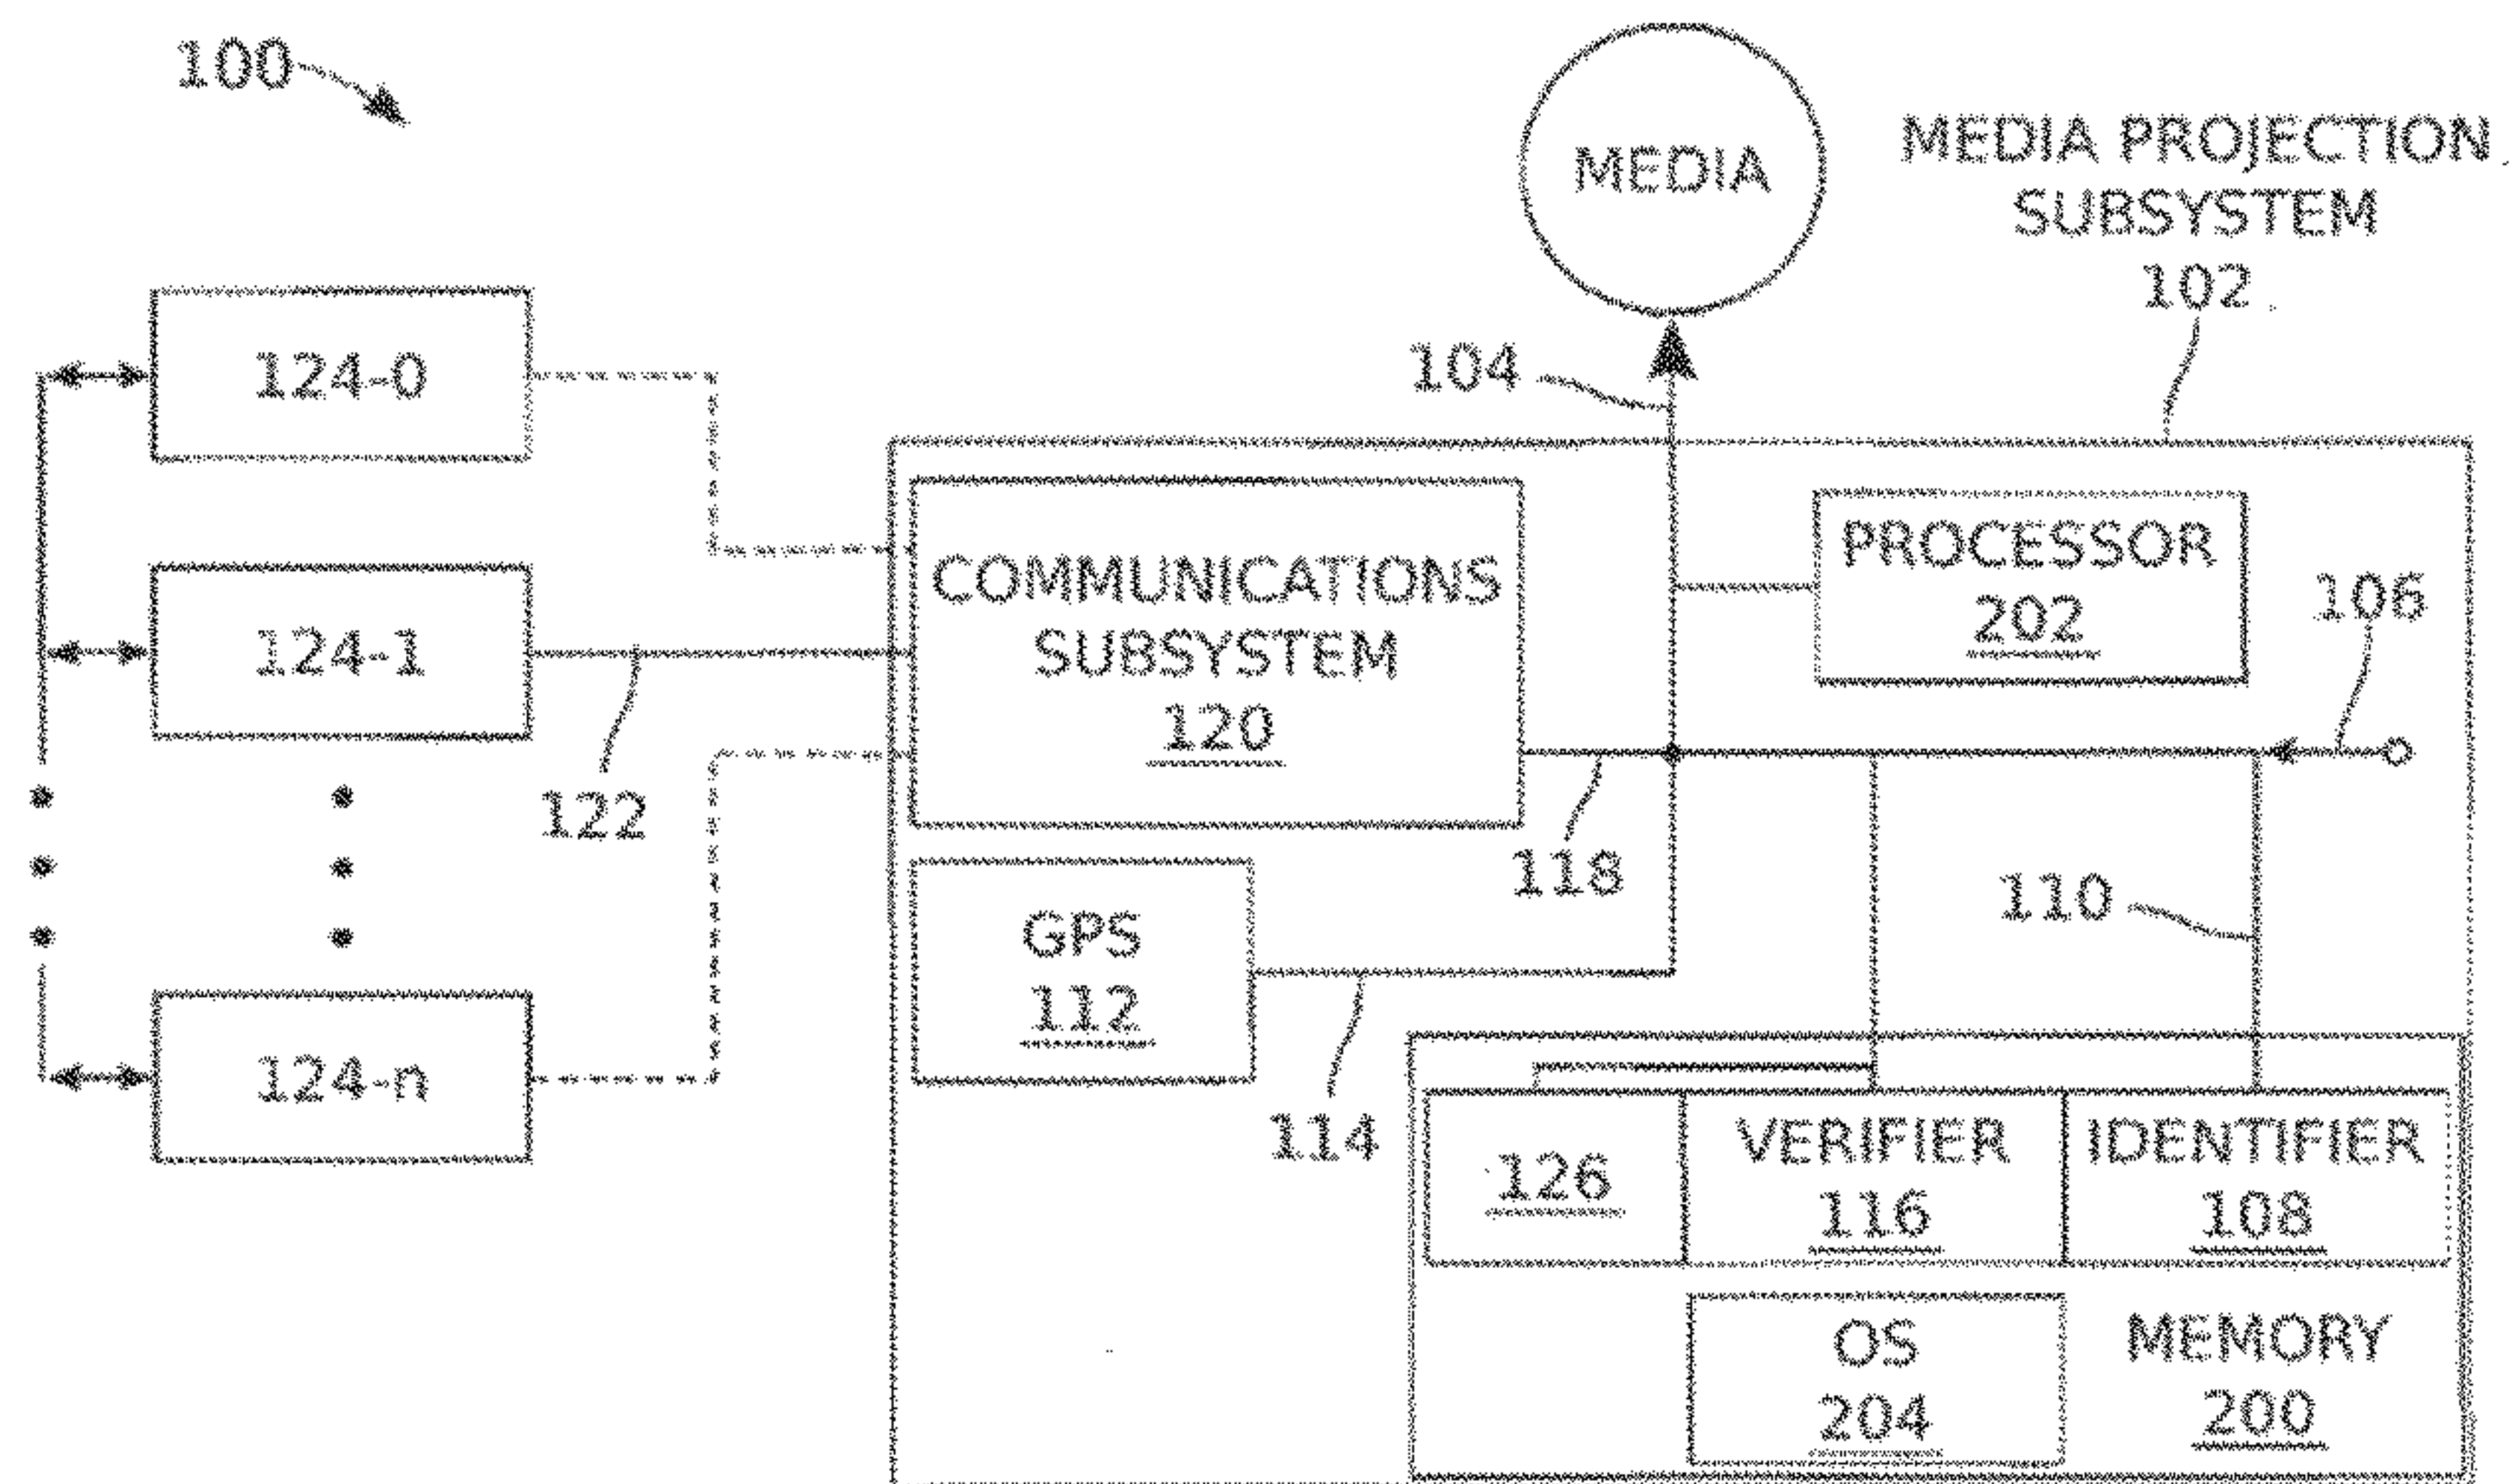 100
MEDIA
MEDIA PROJECTION
SUBSYSTEM
102
104
124-0
COMMUNICATIONS
SUBSYSTEM
120
PROCESSOR
202
106
124-1
122
118
110
GPS
112
114
124-n
126
VERIFIER
116
IDENTIFIER
108
OS
204
MEMORY
200